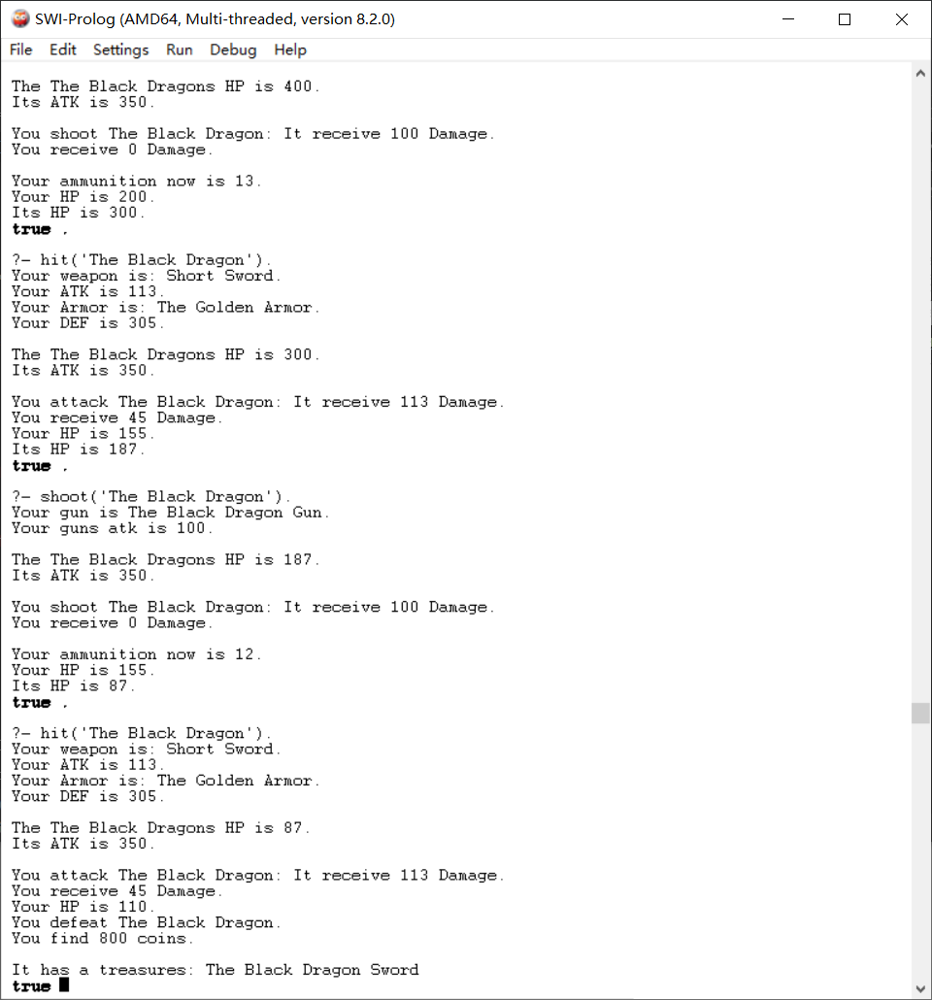 SWI-Prolog (AMD64, Multi-threaded, version 8.2.0)
File Edit Settings Run Debug Help
The The Black Dragons HP is 400.
Its ATK is 350.
You shoot The Black Dragon: It receive 100 Damage.
You receive 0 Damage.
Your ammunition now is 13.
Your HP is 200.
Its HP is 300.
true .
?- hit('The Black Dragon').
Your weapon is: Short Sword.
Your ATK is 113.
Your Armor is: The Golden Armor.
Your DEF is 305.
The The Black Dragons HP is 300.
Its ATK is 350.
You attack The Black Dragon: It receive 113 Damage.
You receive 45 Damage.
Your HP is 155.
Its HP is 187.
true .
?- shoot('The Black Dragon').
Your gun is The Black Dragon Gun.
Your guns atk is 100.
The The Black Dragons HP is 187.
Its ATK is 350.
You shoot The Black Dragon: It receive 100 Damage.
You receive 0 Damage.
Your ammunition now is 12.
Your HP is 155.
Its HP is 87.
true .
?- hit('The Black Dragon').
Your weapon is: Short Sword.
Your ATK is 113.
Your Armor is: The Golden Armor.
Your DEF is 305.
The The Black Dragons HP is 87.
Its ATK is 350.
You attack The Black Dragon: It receive 113 Damage.
You receive 45 Damage.
Your HP is 110.
You defeat The Black Dragon.
You find 800 coins.
It has a treasures: The Black Dragon Sword
true